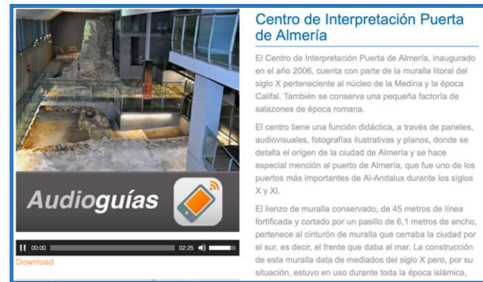 Centro de Interpretación Puerta
de Almería
El Centro de Interpretación Puerta de Almería, inaugurado
en el año 2006, cuenta con parte de la muralla litoral del
siglo X perteneciente al núcleo de la Medina y la época
Califal. También se conserva una pequeña factoría de
salazones de época romana.
El centro tiene una función didáctica, a través de paneles,
audiovisuales, fotografías ilustrativas y planos, donde se
detalla el origen de la ciudad de Almería y se hace
especial mención al puerto de Almería, que fue uno de los
puertos más importantes de Al-Andalus durante los siglos
X y XI.
El lienzo de muralla conservado, de 45 metros de línea
fortificada y cortado por un pasillo de 6,1 metros de ancho,
pertenece al cinturón de muralla que cerraba la ciudad por
el sur, es decir, el frente que daba al mar. La construcción
de esta muralla data de mediados del siglo X pero, por su
situación, estuvo en uso durante toda la época islámica,
Audioguías
00:00 02:25
Download